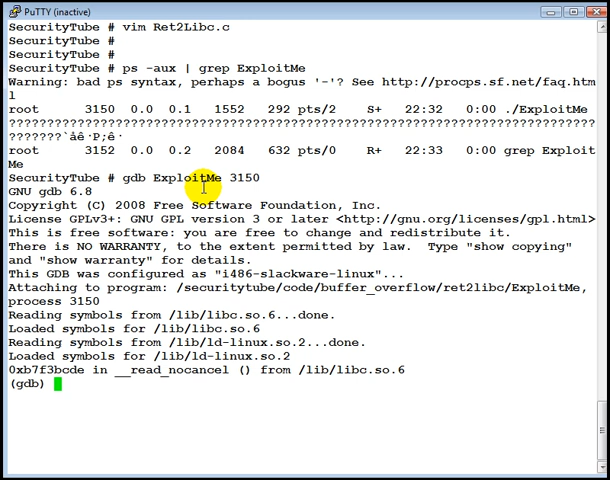 PuTTY (inactive)
SecurityTube # vim Ret2Libc.c
SecurityTube #
SecurityTube #
SecurityTube # ps -aux | grep ExploitMe
Warning: bad ps syntax, perhaps a bogus '-'? See http://procps.sf.net/faq.htm
l
root      3150  0.0  0.1   1552   292 pts/2    S+   22:32   0:00 ./ExploitMe
?????????????????????????????????????????????????????????????????????????????
???????`åê·P;ê·
root      3152  0.0  0.2   2084   632 pts/0    R+   22:33   0:00 grep Exploit
Me
SecurityTube # gdb ExploitMe 3150
GNU gdb 6.8
Copyright (C) 2008 Free Software Foundation, Inc.
License GPLv3+: GNU GPL version 3 or later <http://gnu.org/licenses/gpl.html>
This is free software: you are free to change and redistribute it.
There is NO WARRANTY, to the extent permitted by law.  Type "show copying"
and "show warranty" for details.
This GDB was configured as "i486-slackware-linux"...
Attaching to program: /securitytube/code/buffer_overflow/ret2libc/ExploitMe,
process 3150
Reading symbols from /lib/libc.so.6...done.
Loaded symbols for /lib/libc.so.6
Reading symbols from /lib/ld-linux.so.2...done.
Loaded symbols for /lib/ld-linux.so.2
0xb7f3bcde in __read_nocancel () from /lib/libc.so.6
(gdb)